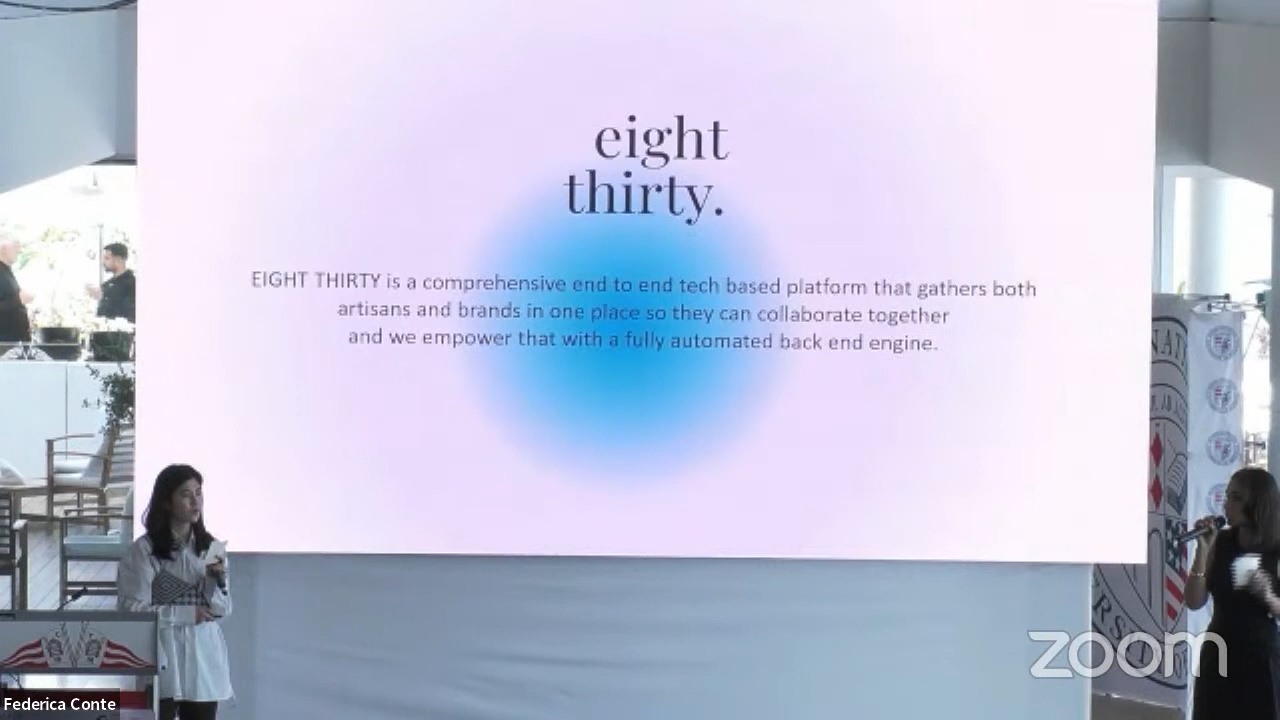 eight
thirty.
EIGHT THIRTY is a comprehensive end to end tech based platform that gathers both
artisans and brands in one place so they can collaborate together
and we empower that with a fully automated back end engine.
zoom
Federica Conte